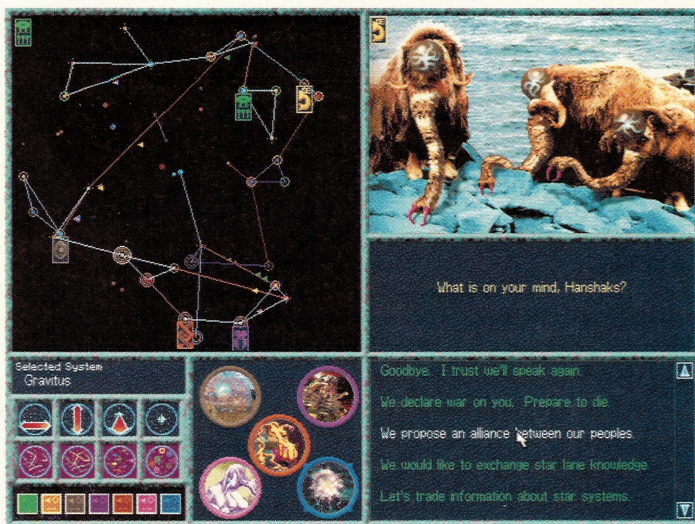 What is on your mind, Hanshaks?
Selected System
Gravitus
Goodbye. I trust we'll speak again.
We declare war on you. Prepare to die.
We propose an alliance between our peoples.
We would like to exchange star lane knowledge.
Let's trade information about star systems.